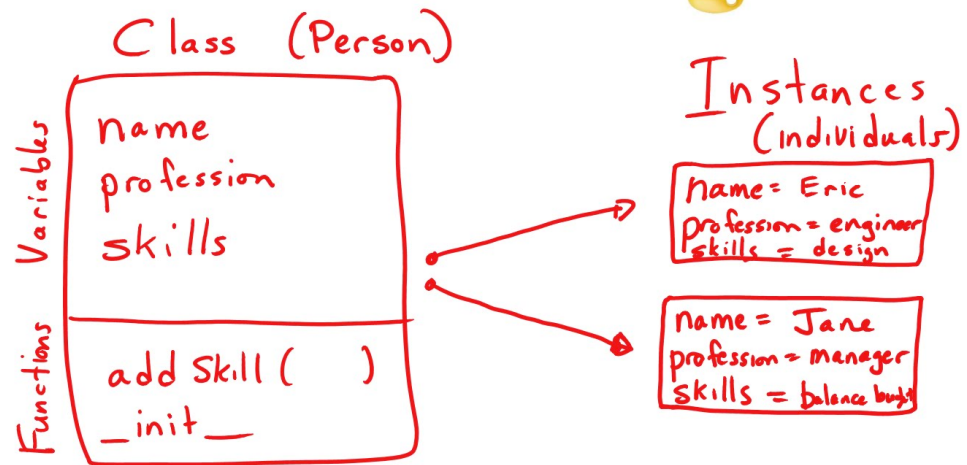 Class (Person)
Variables
name
profession
skills
Functions
add Skill ( )
_init_
Instances
(individuals)
name = Eric
profession = engineer
skills = design
name = Jane
profession = manager
skills = balance